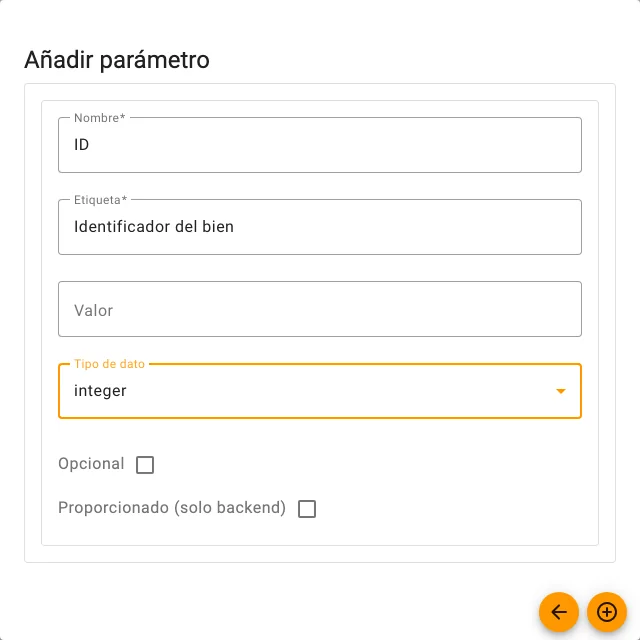 Añadir parámetro
Nombre*
ID
Etiqueta*
Identificador del bien
Valor
Tipo de dato
integer
Opcional
Proporcionado (solo backend)